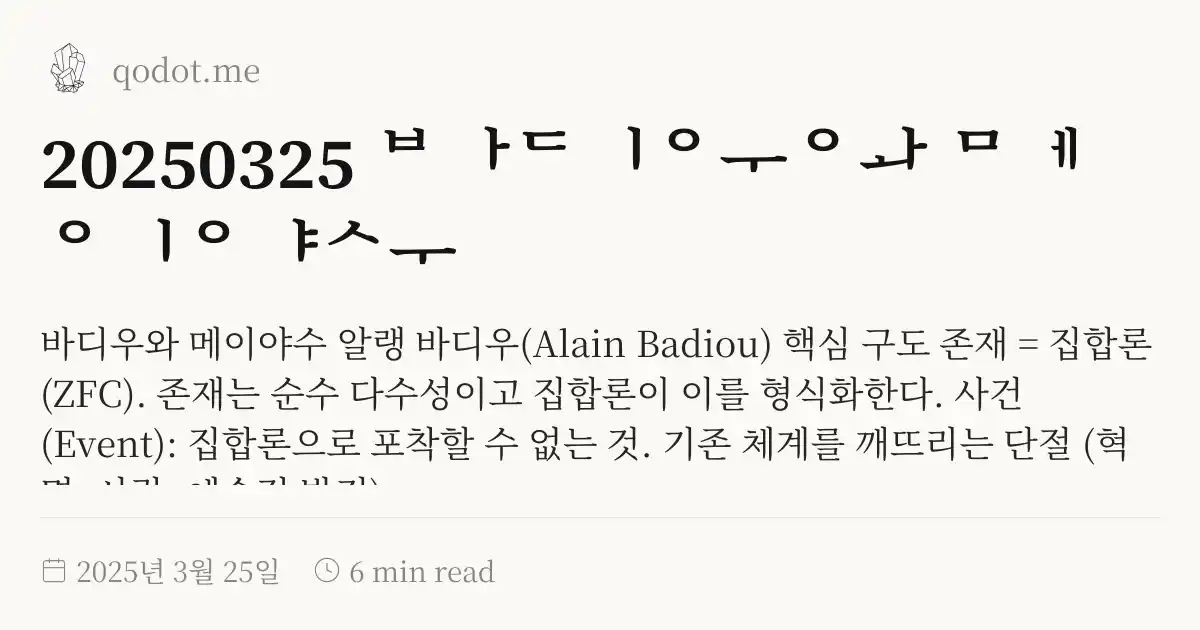 qodot.me
20250325 ㅂㅏㄷㅣㅇㅜㅇㅘ ㅁㅔ
ㅇㅣㅇㅑㅅㅜ
바디우와 메이야수 알랭 바디우(Alain Badiou) 핵심 구도 존재 = 집합론
(ZFC). 존재는 순수 다수성이고 집합론이 이를 형식화한다. 사건
(Event): 집합론으로 포착할 수 없는 것. 기존 체계를 깨뜨리는 단절 (혁
2025년 3월 25일 6 min read